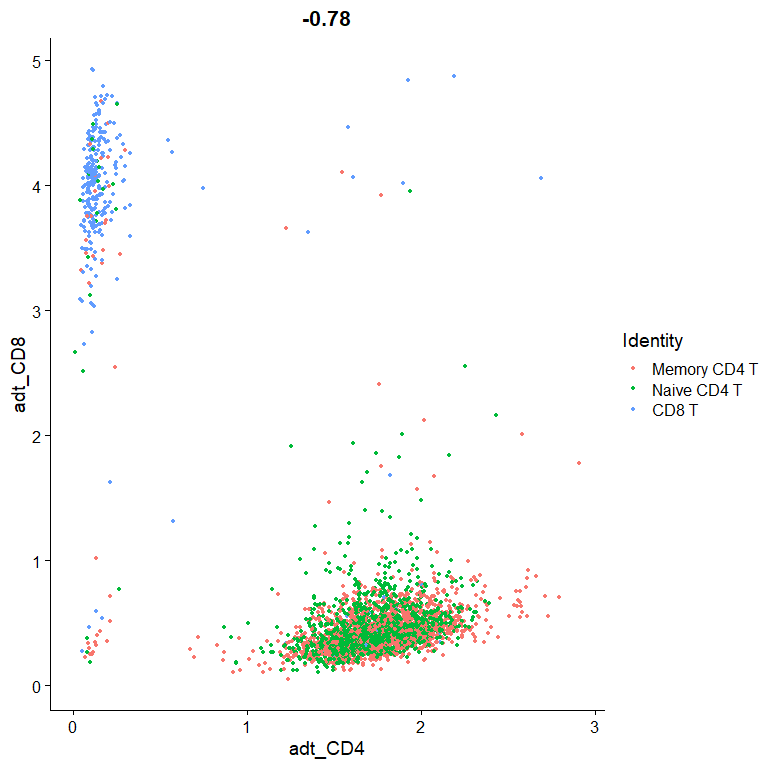 -0.78
5
4
3
2
1
0
adt_CD8
0 1 2 3
adt_CD4
Identity
Memory CD4 T
Naive CD4 T
CD8 T